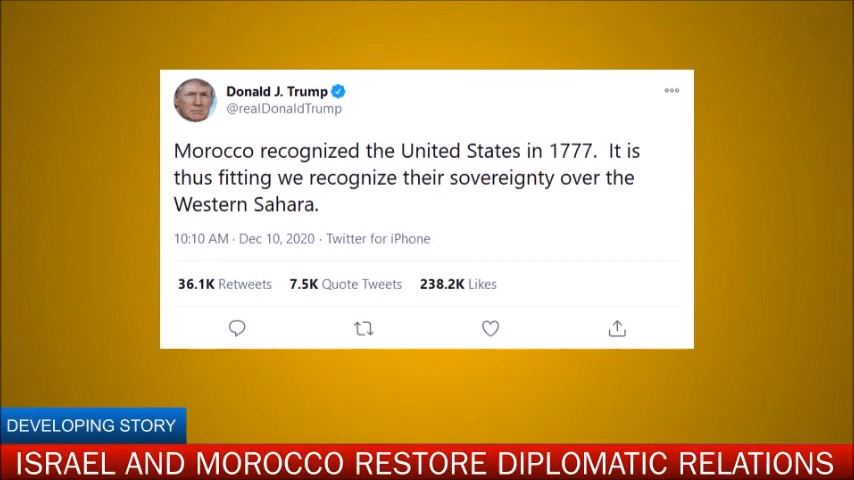 Donald J. Trump
@realDonaldTrump
Morocco recognized the United States in 1777. It is
thus fitting we recognize their sovereignty over the
Western Sahara.
10:10 AM · Dec 10, 2020 · Twitter for iPhone
36.1K Retweets 7.5K Quote Tweets 238.2K Likes
DEVELOPING STORY
ISRAEL AND MOROCCO RESTORE DIPLOMATIC RELATIONS